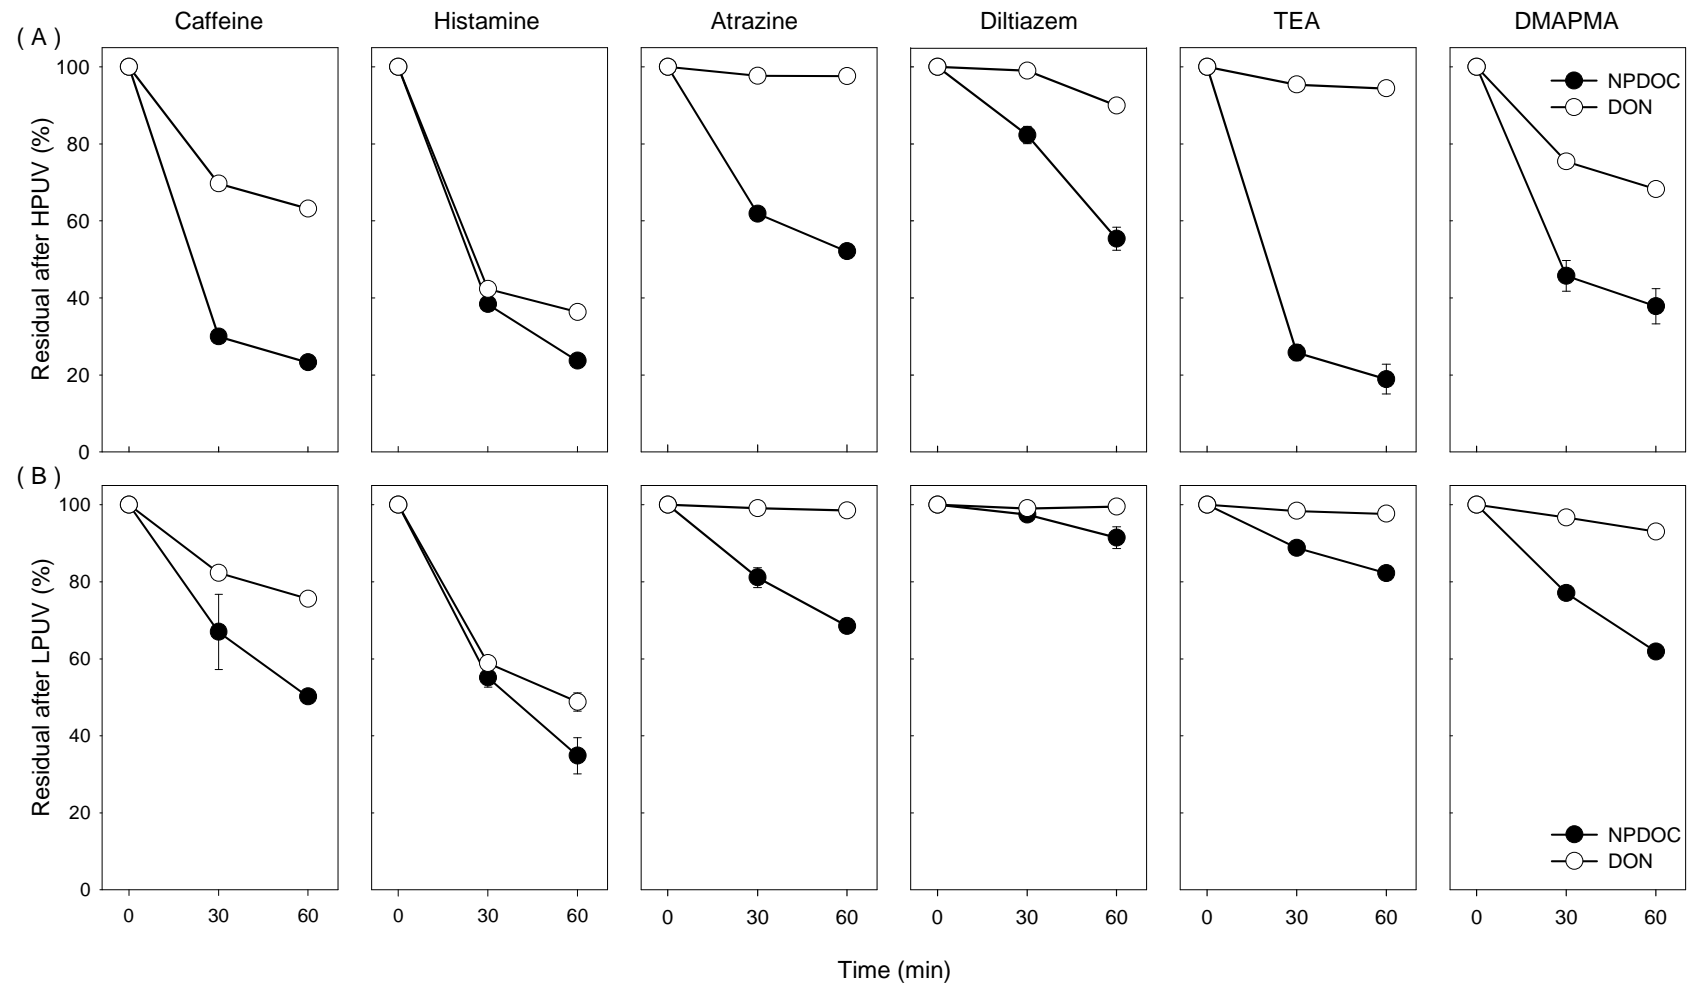 Caffeine Histamine Atrazine Diltiazem TEA DMAPMA
( A )
Residual after HPUV (%)
100
80
60
40
20
0
NPDOC
DON
( B )
Residual after LPUV (%)
100
80
60
40
20
0
NPDOC
DON
0 30 60 0 30 60 0 30 60 0 30 60 0 30 60 0 30 60
Time (min)